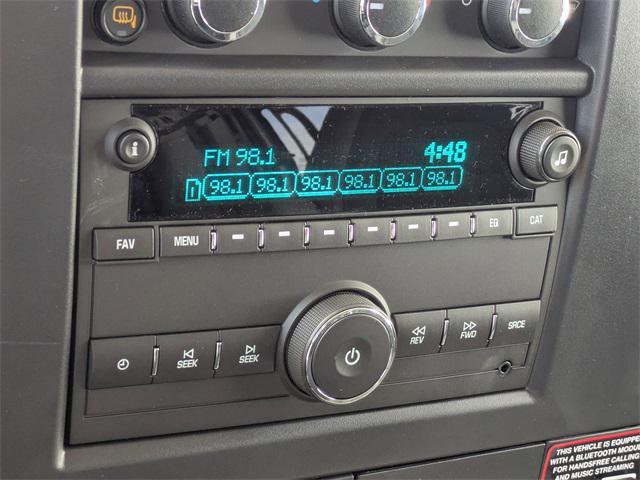 i
FM 98.1 4:48
1 98.1 98.1 98.1 98.1 98.1 98.1
FAV MENU EQ CAT
SEEK SEEK REV FWD SRCE
THIS VEHICLE IS EQUIPPED
WITH A BLUETOOTH MODULE
FOR HANDSFREE CALLING
AND MUSIC STREAMING